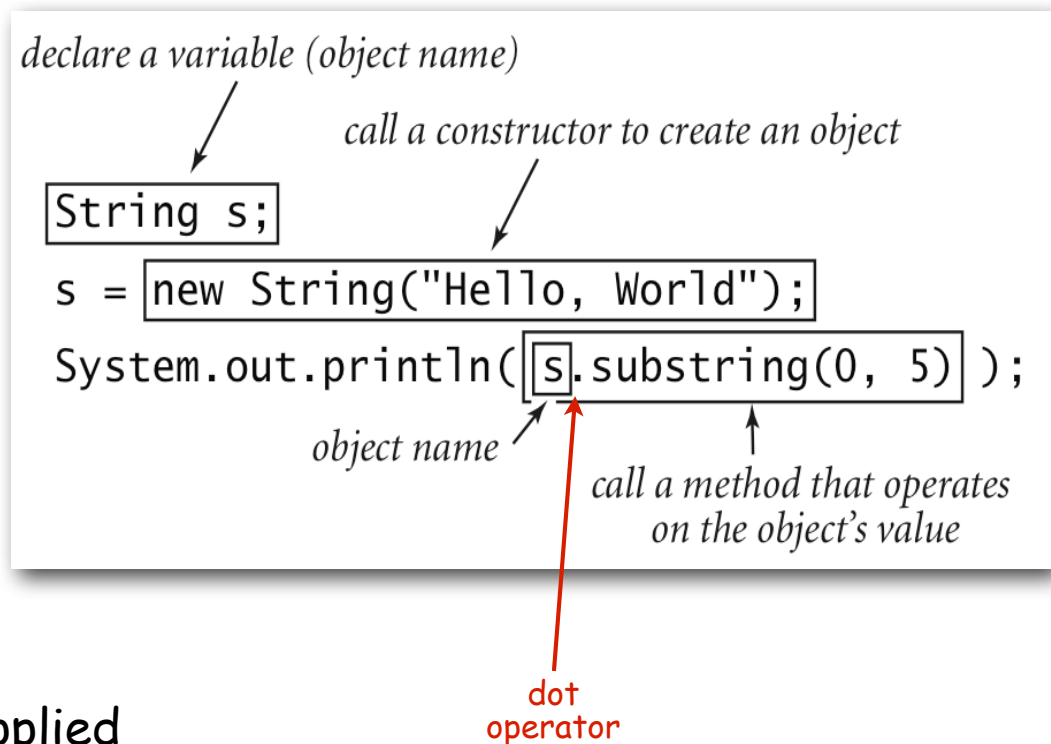 declare a variable (object name)
call a constructor to create an object
String s;
s = new String("Hello, World");
System.out.println( s.substring(0, 5) );
object name
call a method that operates
on the object's value
dot
operator